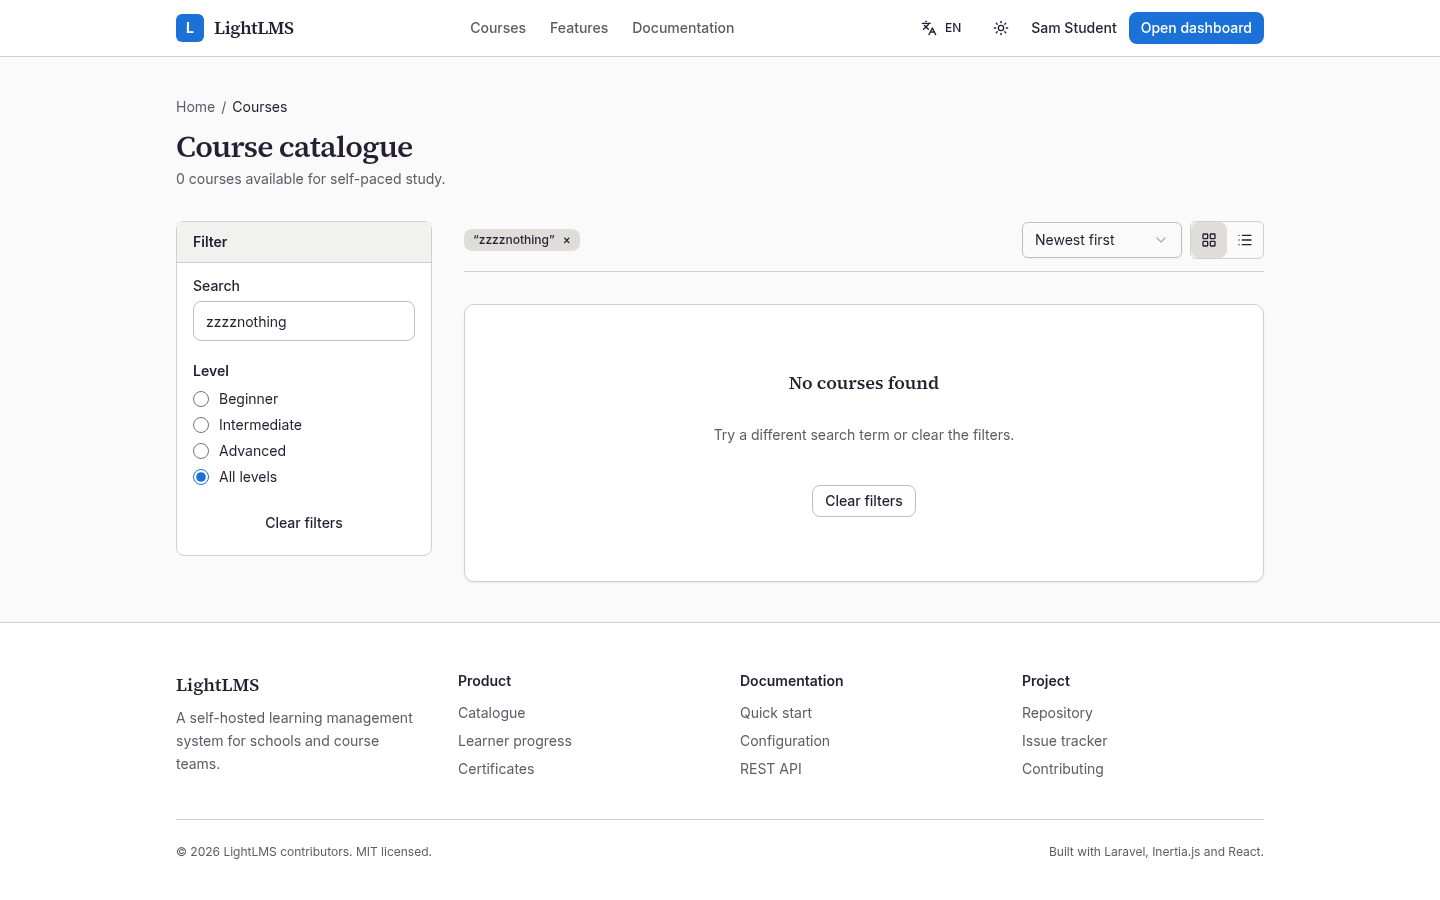 L LightLMS
Courses Features Documentation
EN
Sam Student
Open dashboard
Home / Courses
Course catalogue
0 courses available for self-paced study.
Filter
Search
zzzznothing
Level
Beginner
Intermediate
Advanced
All levels
Clear filters
“zzzznothing” ×
Newest first
No courses found
Try a different search term or clear the filters.
Clear filters
LightLMS
A self-hosted learning management
system for schools and course
teams.
Product
Catalogue
Learner progress
Certificates
Documentation
Quick start
Configuration
REST API
Project
Repository
Issue tracker
Contributing
© 2026 LightLMS contributors. MIT licensed.
Built with Laravel, Inertia.js and React.